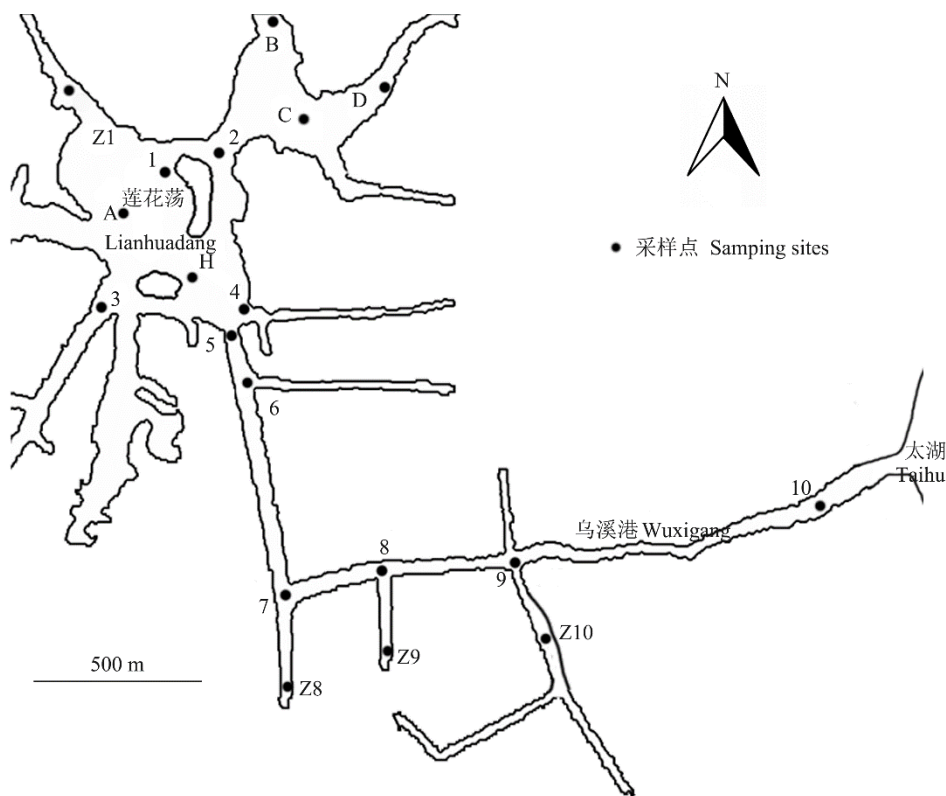 N
B
D
C
Z1
2
1
莲花荡
A
Lianhuadang
H
采样点 Samping sites
3
4
5
6
太湖
Taihu
10
乌溪港 Wuxigang
8
9
7
Z10
Z9
500 m
Z8